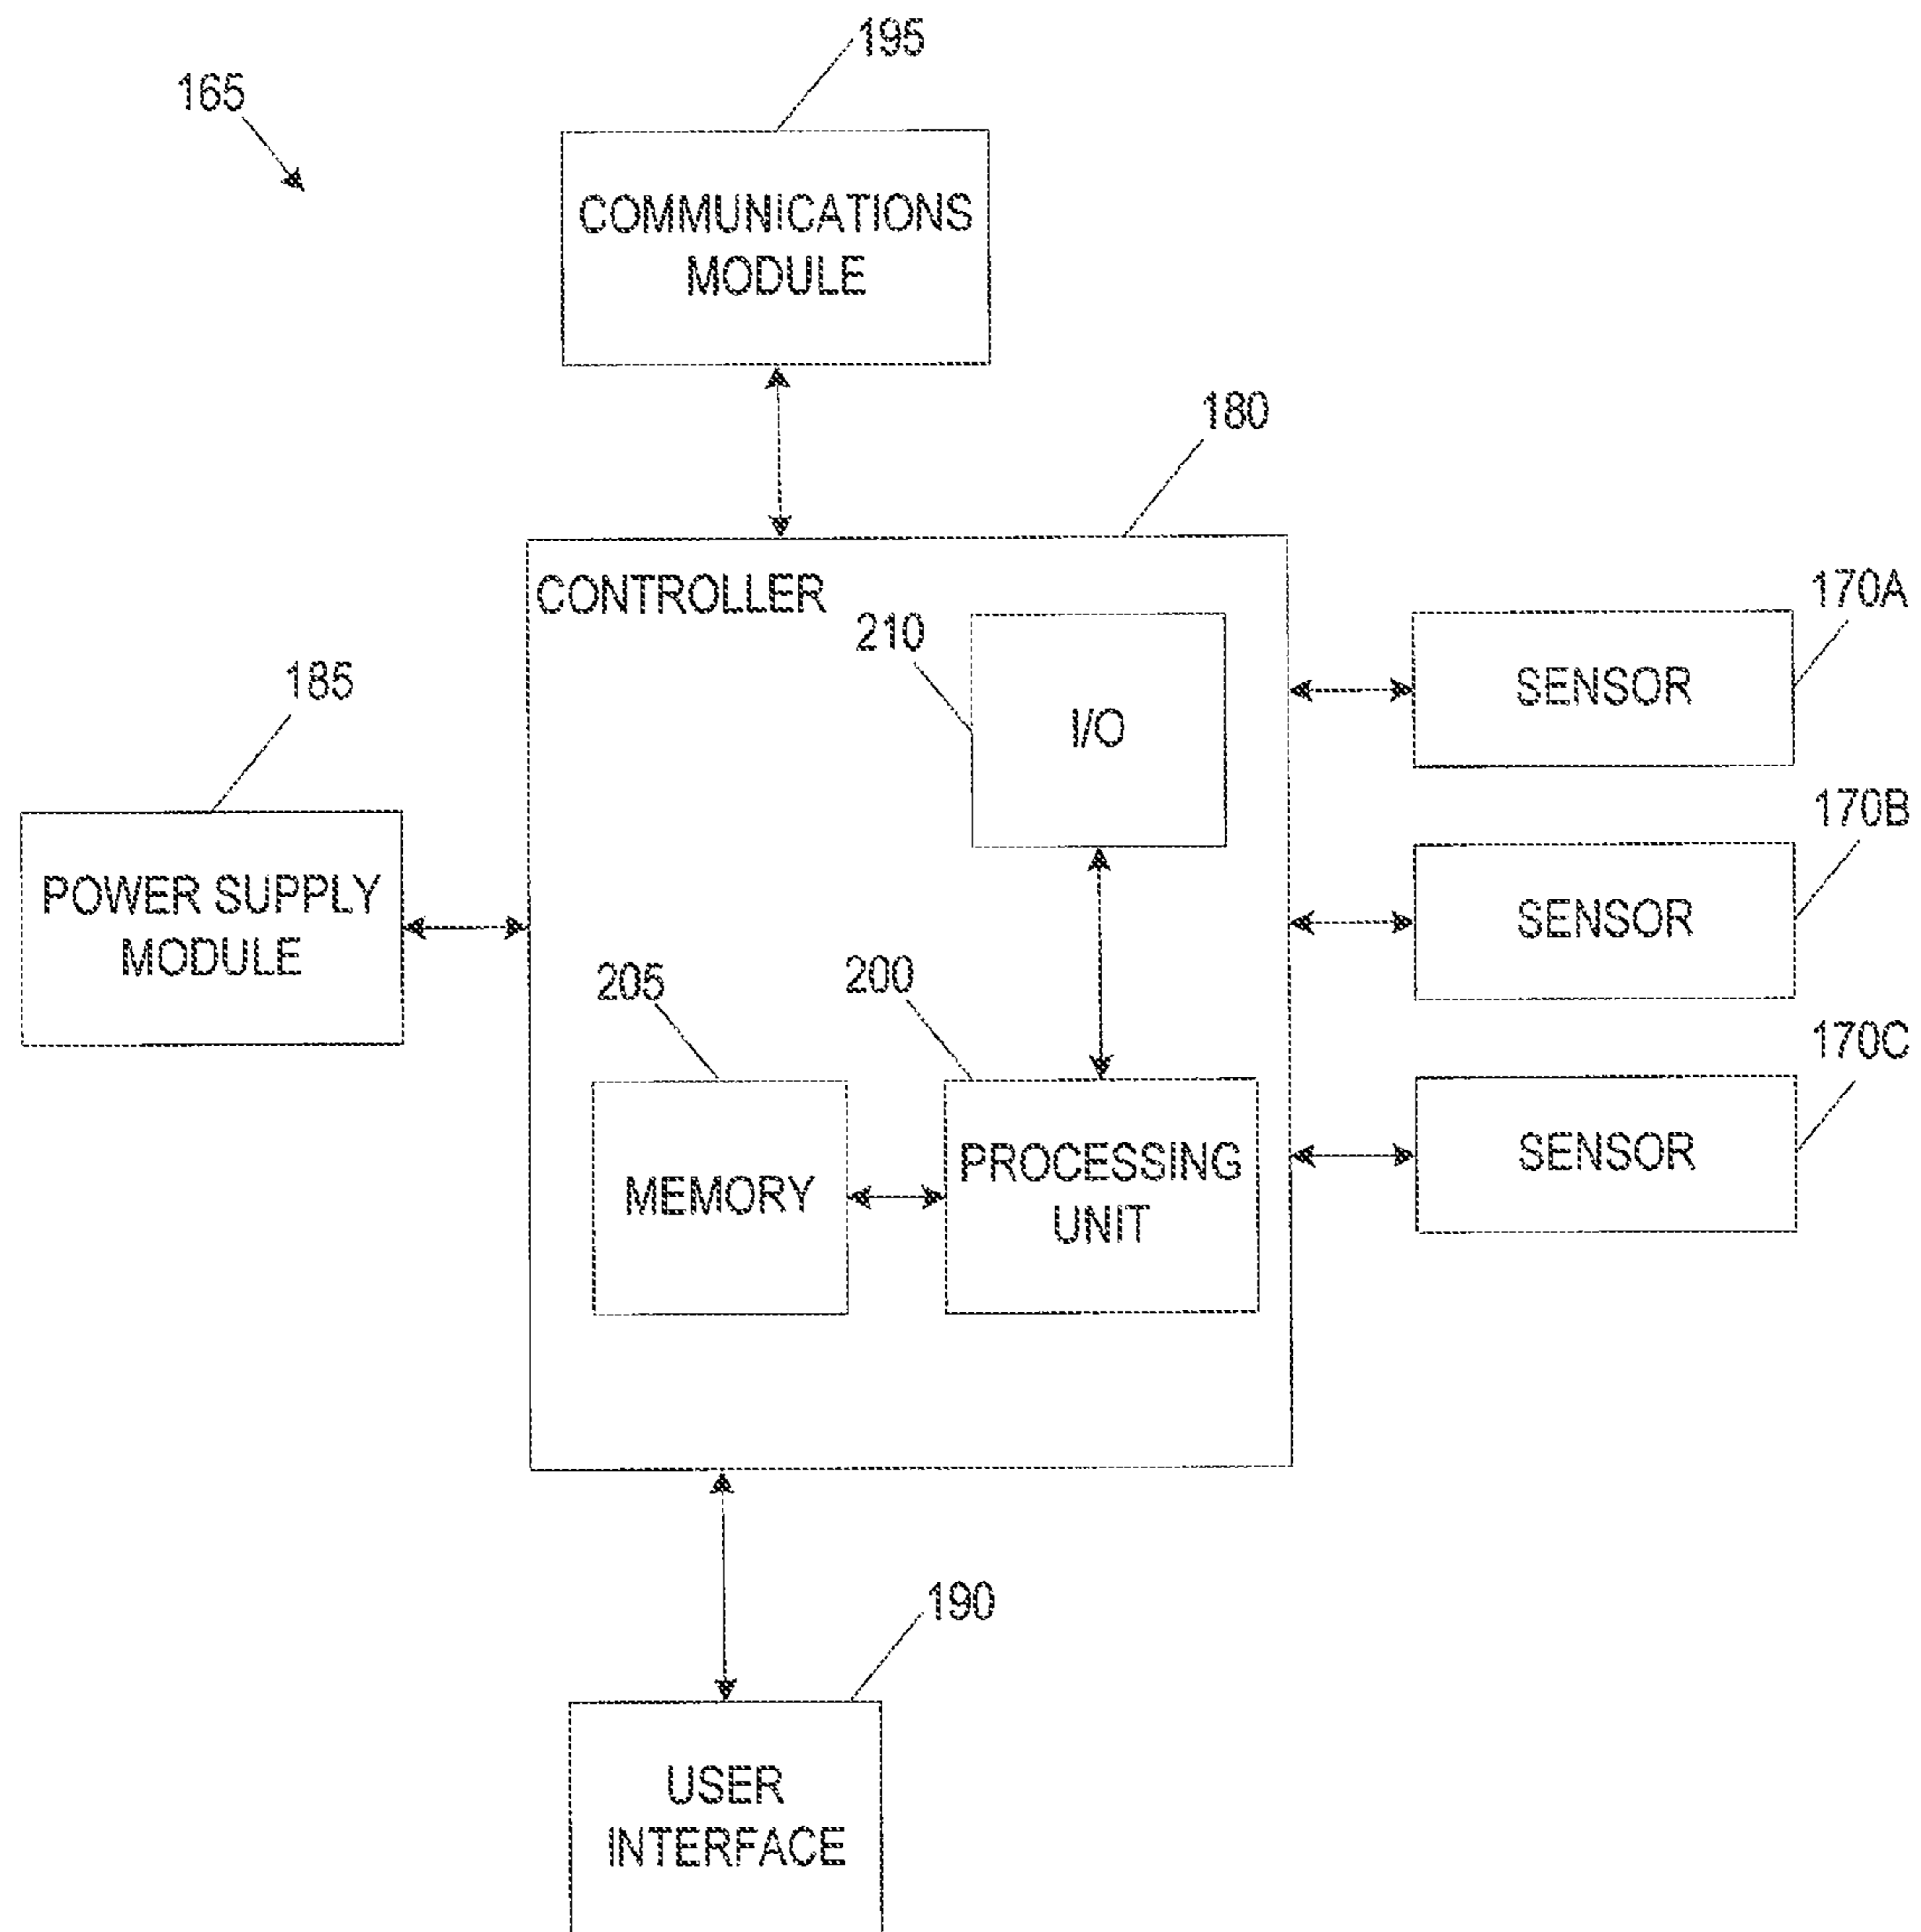 195
165
COMMUNICATIONS
MODULE
180
CONTROLLER
170A
210
SENSOR
I/O
185
170B
POWER SUPPLY
MODULE
SENSOR
205
200
170C
MEMORY
PROCESSING
UNIT
SENSOR
190
USER
INTERFACE